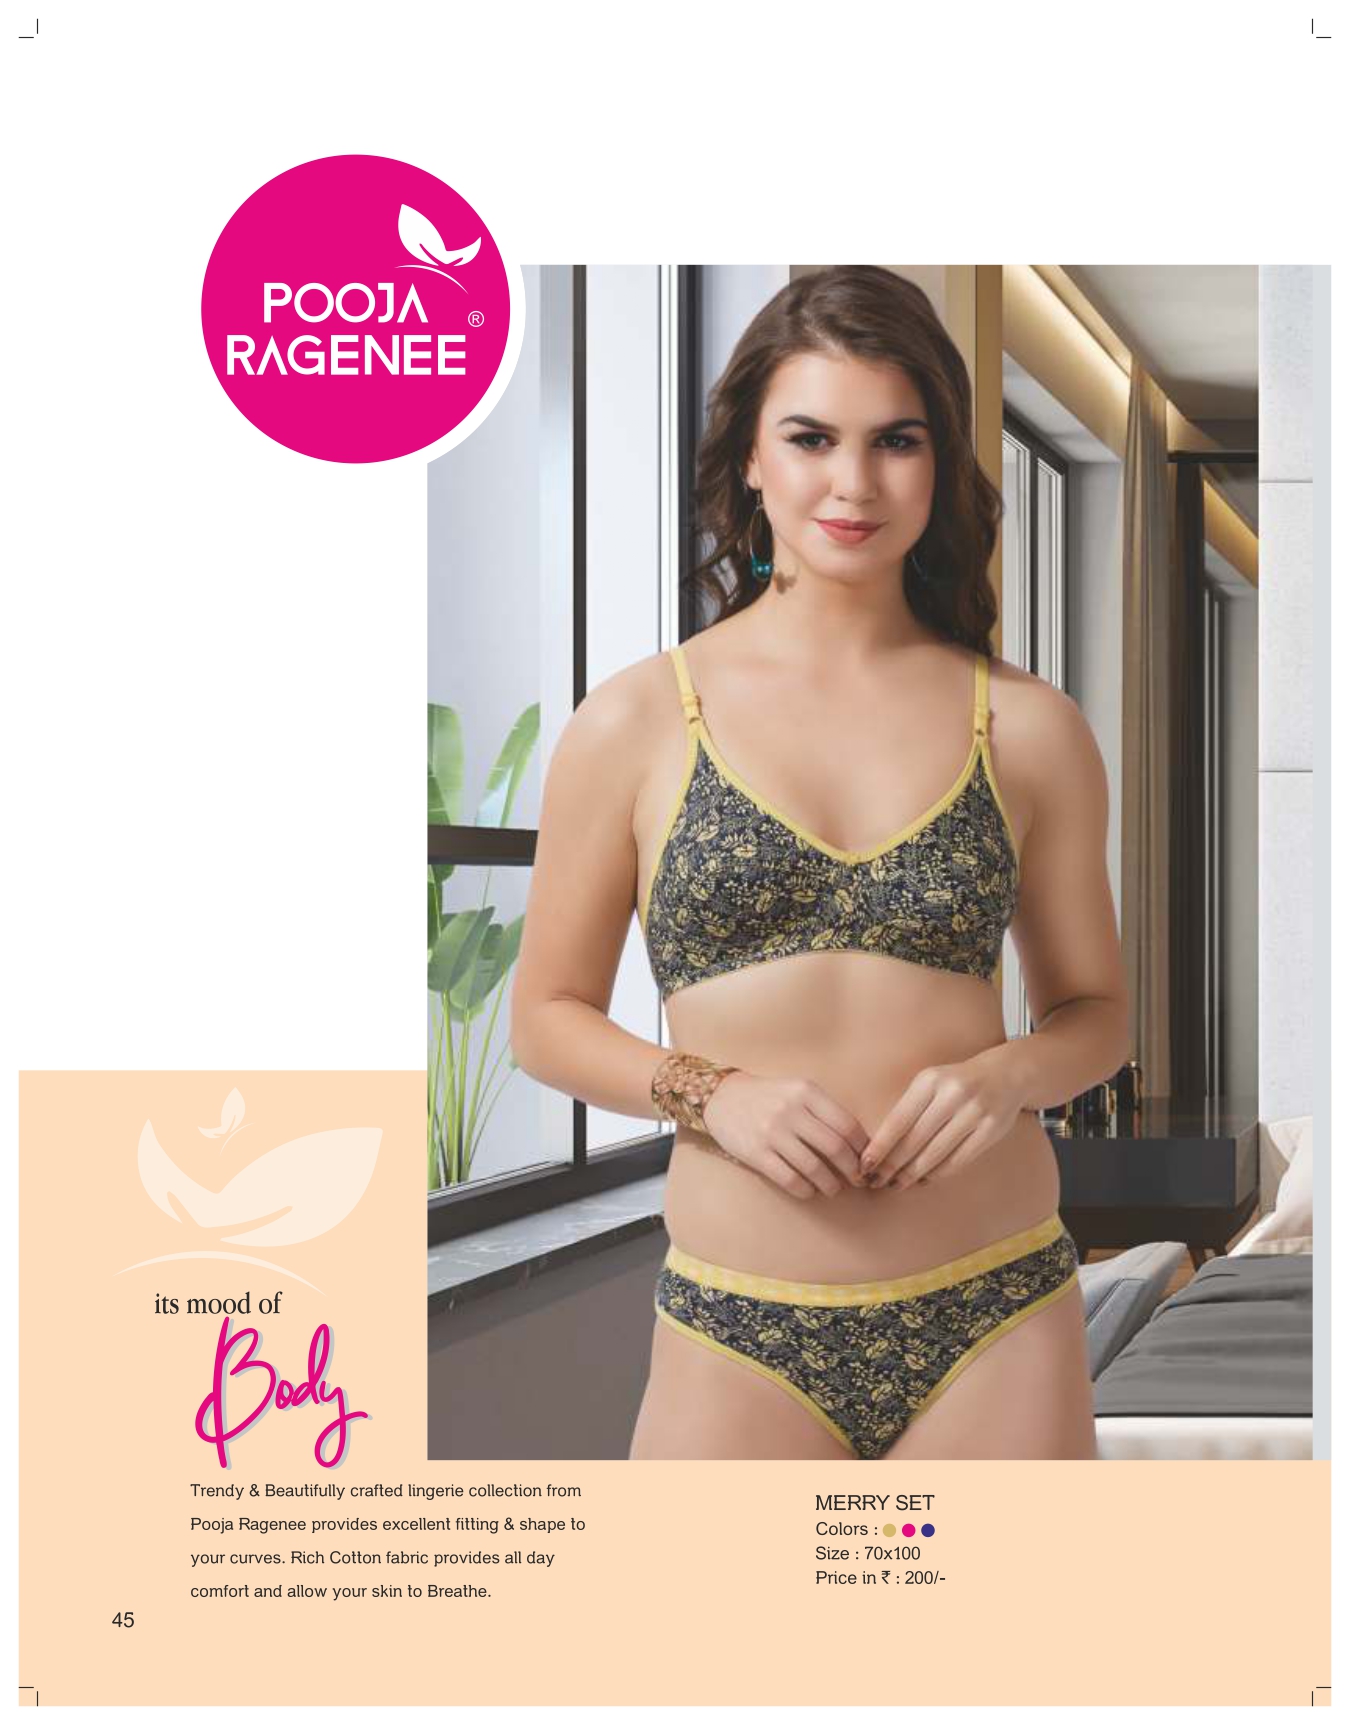 POOJA
RAGENEE ®
its mood of
Body
Trendy & Beautifully crafted lingerie collection from
Pooja Ragenee provides excellent fitting & shape to
your curves. Rich Cotton fabric provides all day
comfort and allow your skin to Breathe.
MERRY SET
Colors :
Size : 70x100
Price in ₹ : 200/-
45